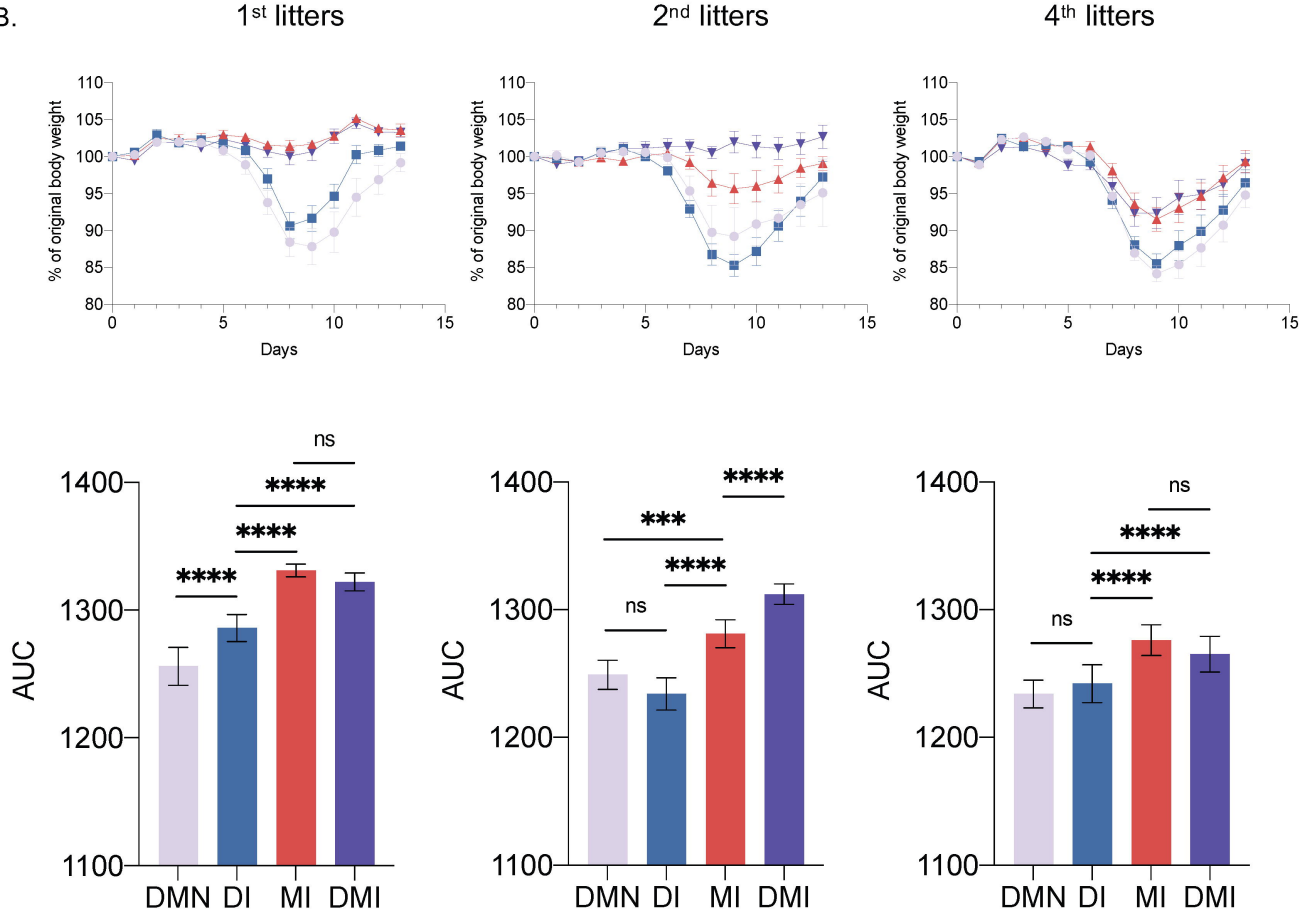 B.
1st litters
2nd litters
4th litters
% of original body weight
110
105
100
95
90
85
80
0
5
10
15
Days
% of original body weight
110
105
100
95
90
85
80
0
5
10
15
Days
% of original body weight
110
105
100
95
90
85
80
0
5
10
15
Days
AUC
1400
1300
1200
1100
ns
****
****
****
DMN DI MI DMI
AUC
1400
1300
1200
1100
****
***
****
ns
DMN DI MI DMI
AUC
1400
1300
1200
1100
ns
****
****
ns
DMN DI MI DMI